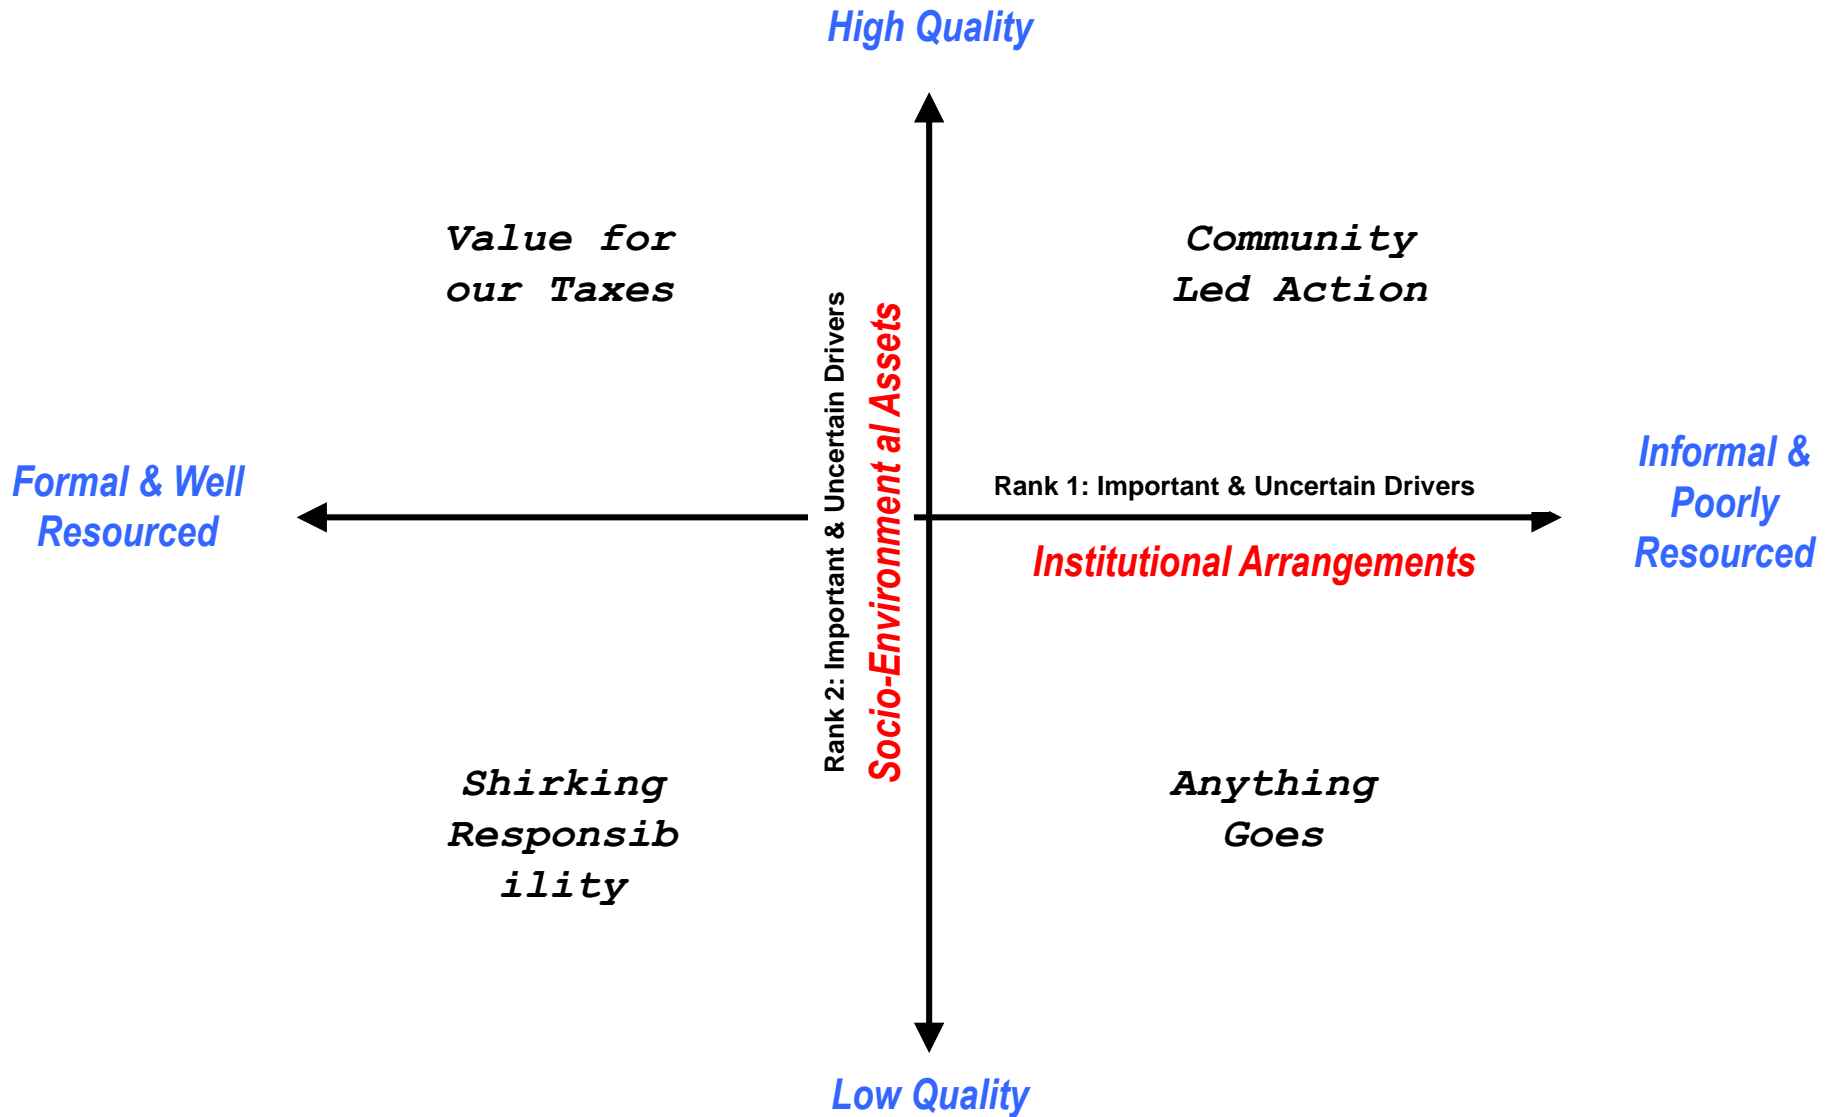 High Quality
Value for
our Taxes
Community
Led Action
Rank 2: Important & Uncertain Drivers
Socio-Environment al Assets
Formal & Well
Resourced
Rank 1: Important & Uncertain Drivers
Institutional Arrangements
Informal &
Poorly
Resourced
Shirking
Responsib
ility
Anything
Goes
Low Quality